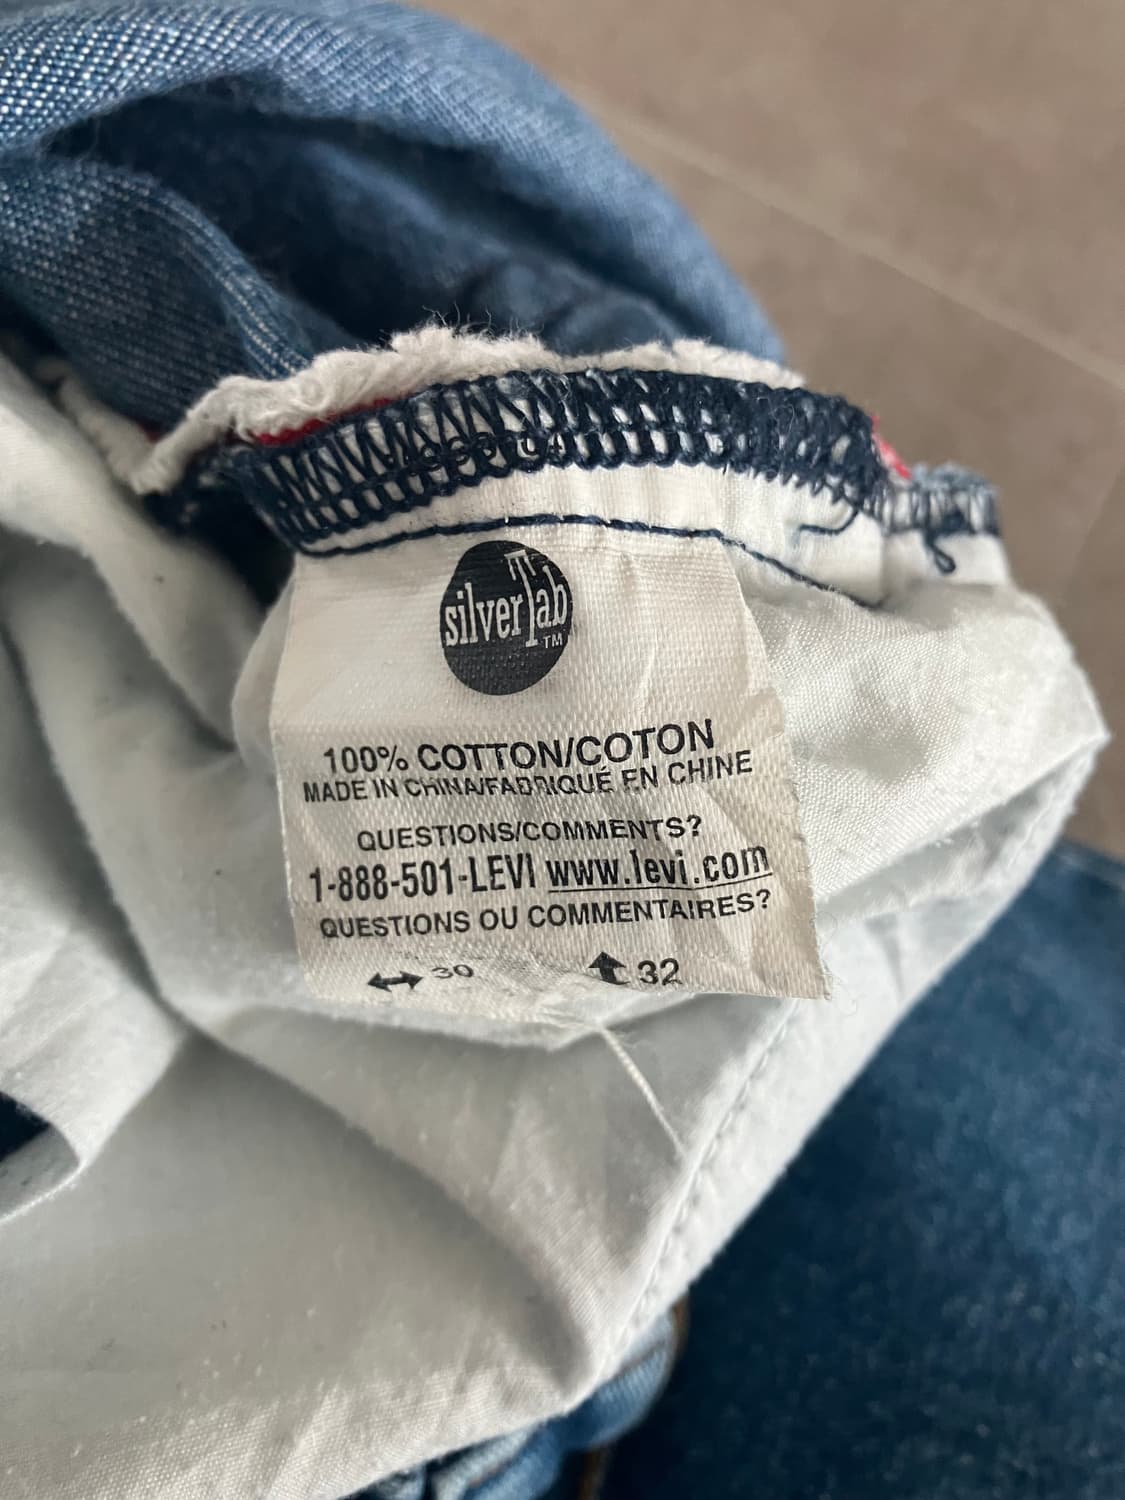 silverTab
TM
100% COTTON/COTON
MADE IN CHINA/FABRIQUÉ EN CHINE
QUESTIONS/COMMENTS?
1-888-501-LEVI www.levi.com
QUESTIONS OU COMMENTAIRES?
↔ 30 ⬆ 32